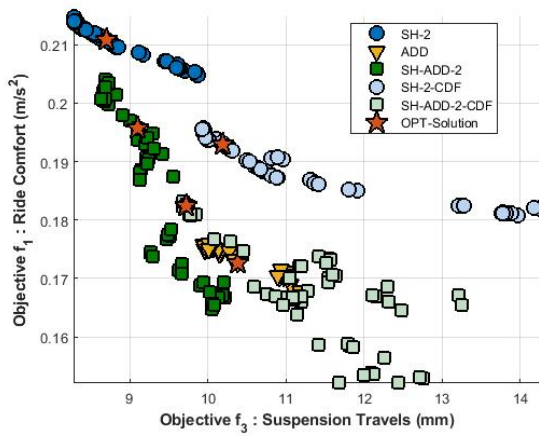 SH-2
ADD
SH-ADD-2
SH-2-CDF
SH-ADD-2-CDF
OPT-Solution
0.21
0.2
0.19
0.18
0.17
0.16
Objective f1 : Ride Comfort (m/s²)
9
10
11
12
13
14
Objective f3 : Suspension Travels (mm)